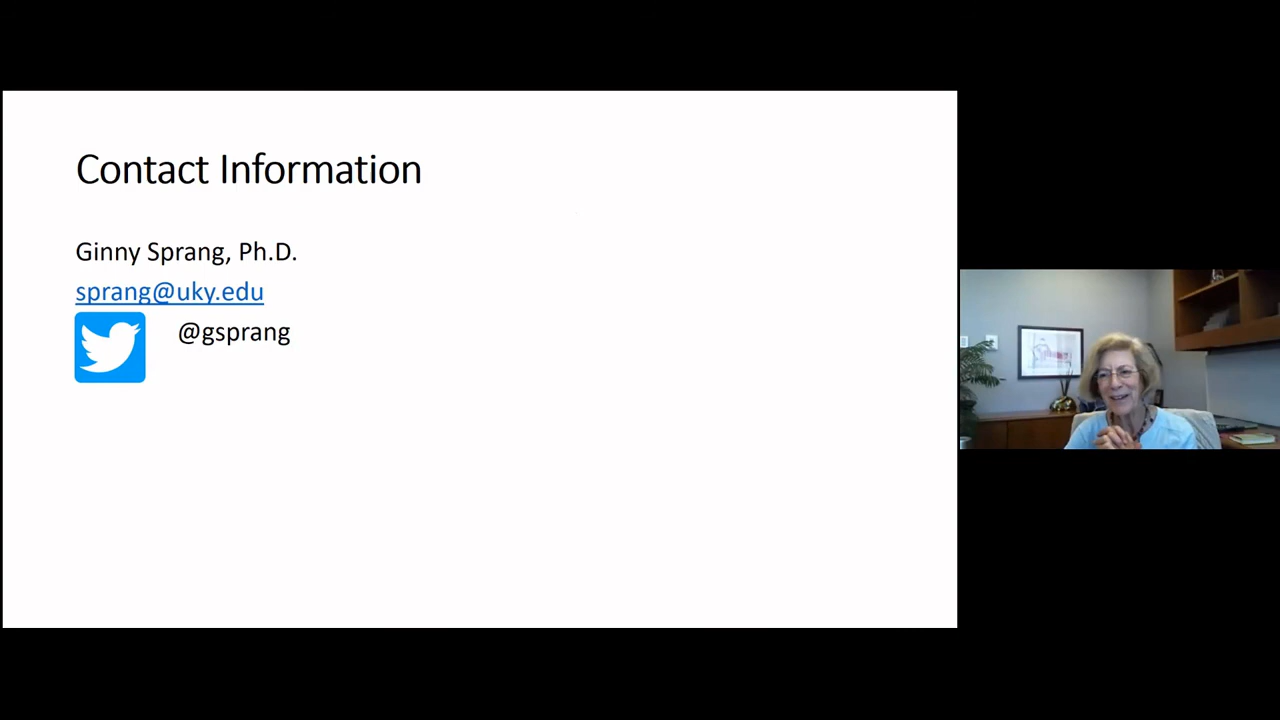 Contact Information
Ginny Sprang, Ph.D.
sprang@uky.edu
@gsprang